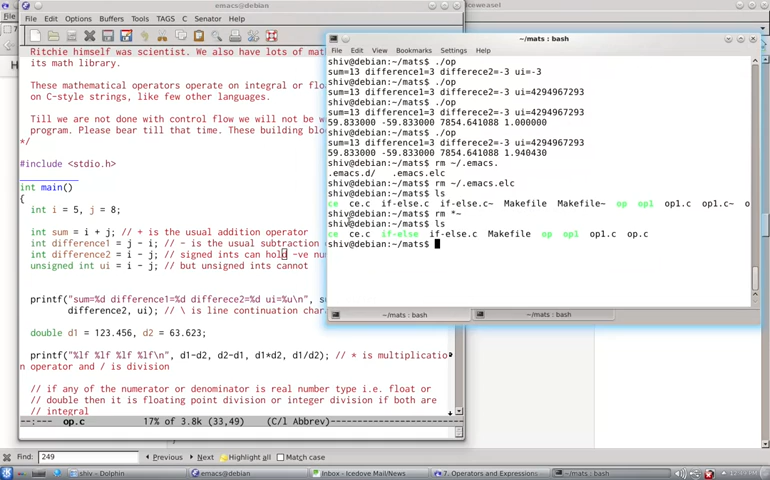 emacs@debian
Iceweasel
File Edit Options Buffers Tools TAGS C Senator Help
Ritchie himself was scientist. We also have lots of mat
its math library.
These mathematical operators operate on integral or floa
on C-style strings, like few other languages.
Till we are not done with control flow we will not be w
program. Please bear till that time. These building blo
*/
#include <stdio.h>
int main()
{
int i = 5, j = 8;
int sum = i + j; // + is the usual addition operator
int difference1 = j - i; // - is the usual subtraction
int difference2 = i - j; // signed ints can hold -ve num
unsigned int ui = i - j; // but unsigned ints cannot
printf("sum=%d difference1=%d differece2=%d ui=%u\n", su
difference2, ui); // \ is line continuation char
double d1 = 123.456, d2 = 63.623;
printf("%lf %lf %lf %lf\n", d1-d2, d2-d1, d1*d2, d1/d2); // * is multiplicatio
n operator and / is division
// if any of the numerator or denominator is real number type i.e. float or
// double then it is floating point division or integer division if both are
// integral
--:--- op.c 17% of 3.8k (33,49) (C/l Abbrev)
~/mats : bash
File Edit View Bookmarks Settings Help
shiv@debian:~/mats$ ./op
sum=13 difference1=3 differece2=-3 ui=-3
shiv@debian:~/mats$ ./op
shiv@debian:~/mats$ ./op
sum=13 difference1=3 differece2=-3 ui=4294967293
59.833000 -59.833000 7854.641088 1.000000
shiv@debian:~/mats$ ./op
sum=13 difference1=3 differece2=-3 ui=4294967293
59.833000 -59.833000 7854.641088 1.940430
shiv@debian:~/mats$ rm ~/.emacs.
.emacs.d/ .emacs.elc
shiv@debian:~/mats$ rm ~/.emacs.elc
shiv@debian:~/mats$ ls
ce ce.c if-else.c if-else.c~ Makefile Makefile~ op op1 op1.c op1.c~ o
shiv@debian:~/mats$ rm *~
shiv@debian:~/mats$ ls
ce ce.c if-else if-else.c Makefile op op1 op1.c op.c
shiv@debian:~/mats$
~/mats : bash ~/mats : bash
Find: 249 Previous Next Highlight all Match case
shiv - Dolphin emacs@debian Inbox - Icedove Mail/News 7. Operators and Expressions ~/mats : bash